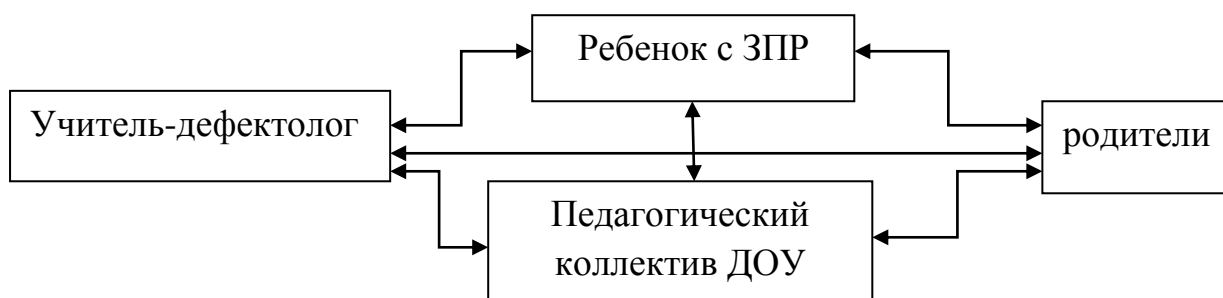 Ребенок с ЗПР
Учитель-дефектолог
родители
Педагогический
коллектив ДОУ